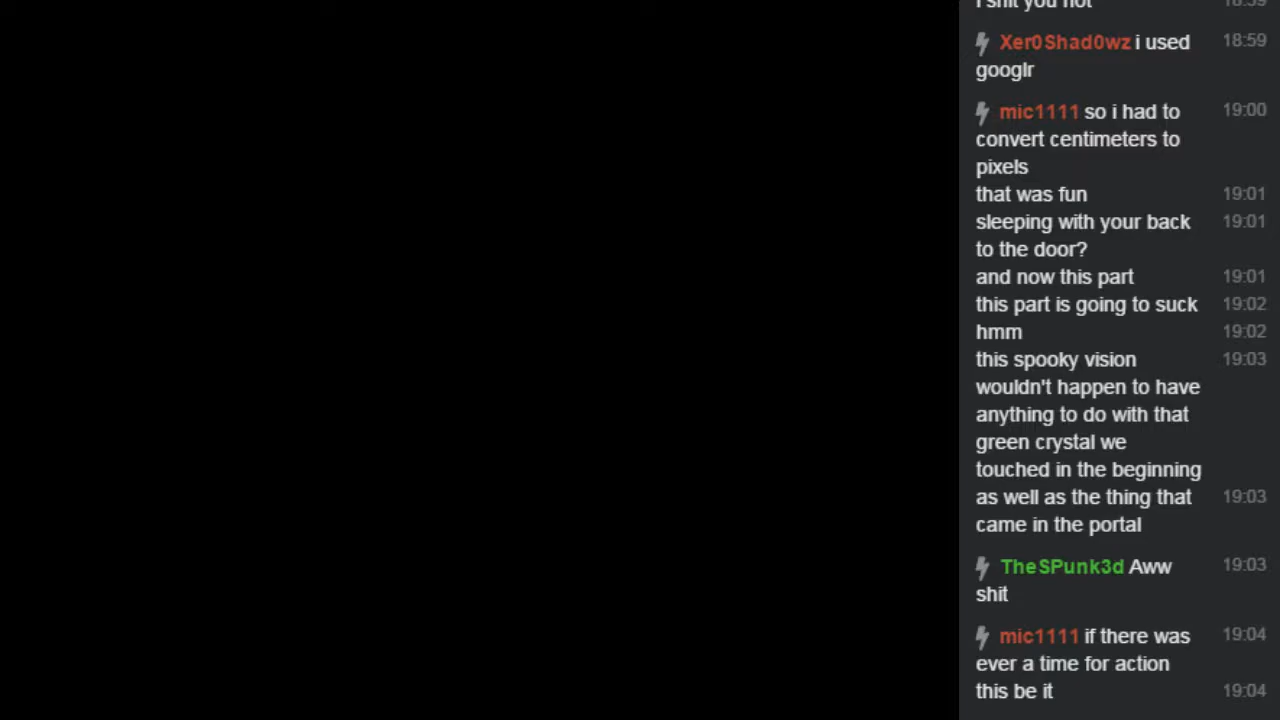 i shit you not 18:59
Xer0Shad0wz i used 18:59
googlr
mic1111 so i had to 19:00
convert centimeters to
pixels
that was fun 19:01
sleeping with your back 19:01
to the door?
and now this part 19:01
this part is going to suck 19:02
hmm 19:02
this spooky vision 19:03
wouldn't happen to have
anything to do with that
green crystal we
touched in the beginning
as well as the thing that 19:03
came in the portal
TheSPunk3d Aww 19:03
shit
mic1111 if there was 19:04
ever a time for action
this be it 19:04